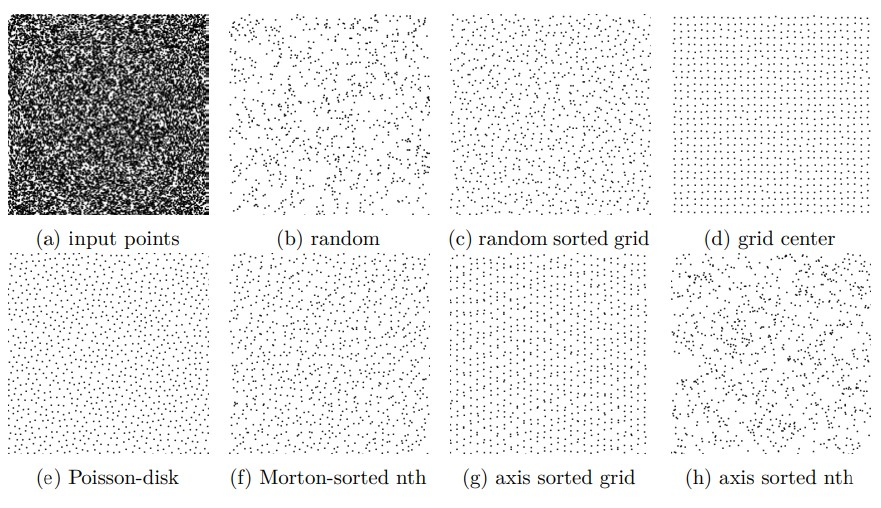 (a) input points
(b) random
(c) random sorted grid
(d) grid center
(e) Poisson-disk
(f) Morton-sorted nth
(g) axis sorted grid
(h) axis sorted nth